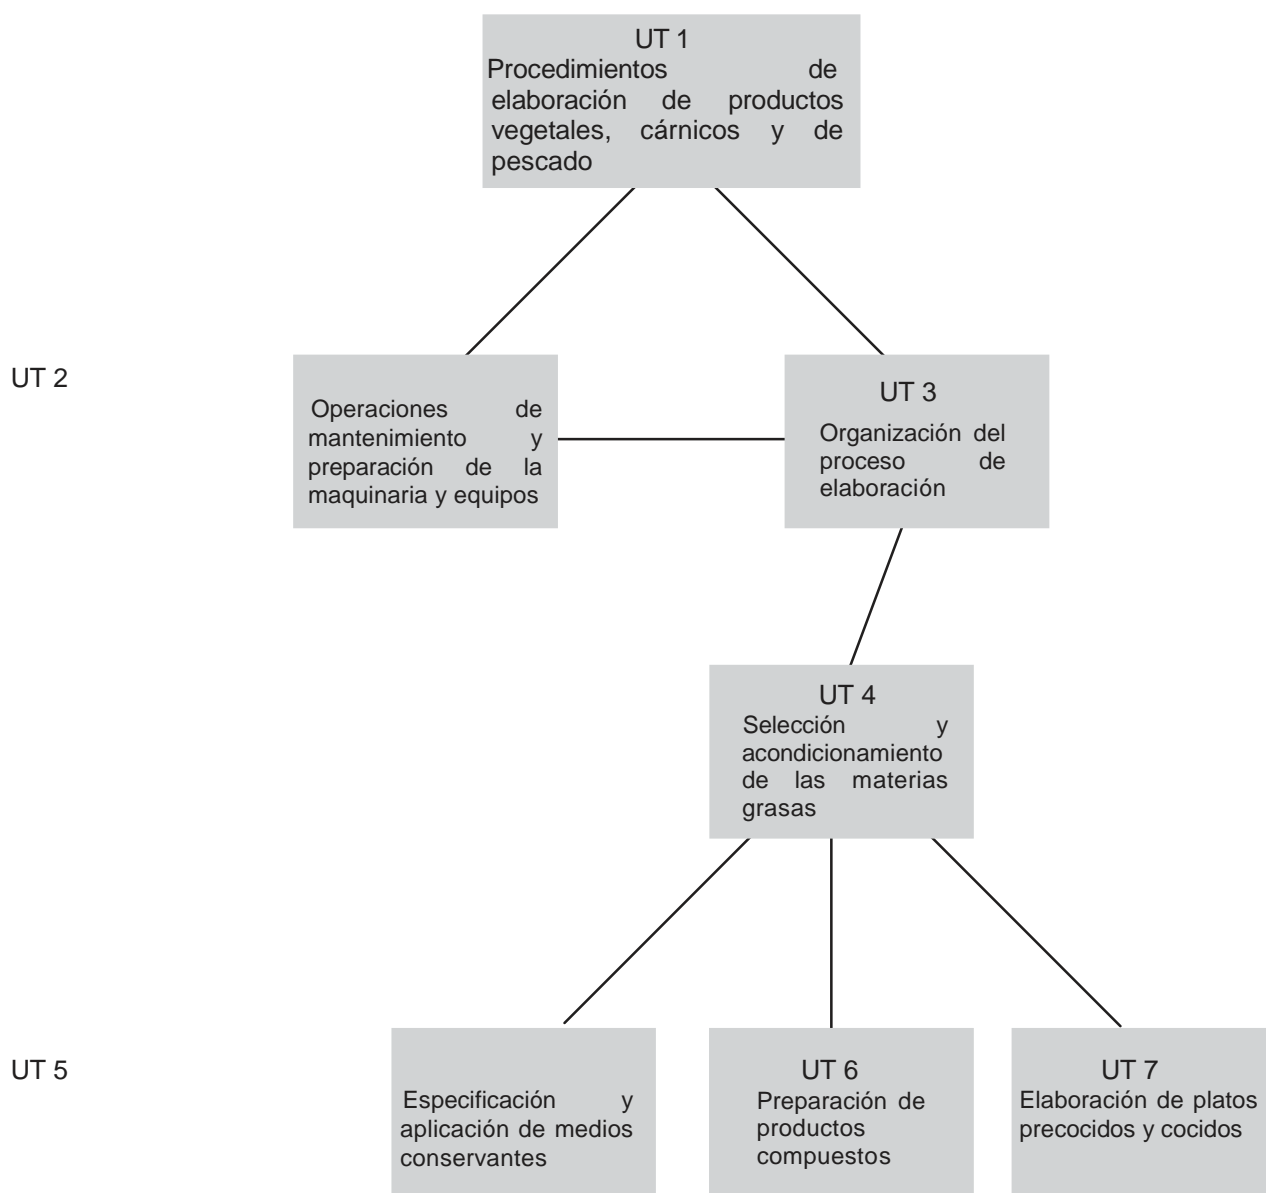 UT 1
Procedimientos de
elaboración de productos
vegetales, cárnicos y de
pescado
UT 2
Operaciones de
mantenimiento y
preparación de la
maquinaria y equipos
UT 3
Organización del
proceso de
elaboración
UT 4
Selección y
acondicionamiento
de las materias
grasas
UT 5
Especificación y
aplicación de medios
conservantes
UT 6
Preparación de
productos
compuestos
UT 7
Elaboración de platos
precocidos y cocidos